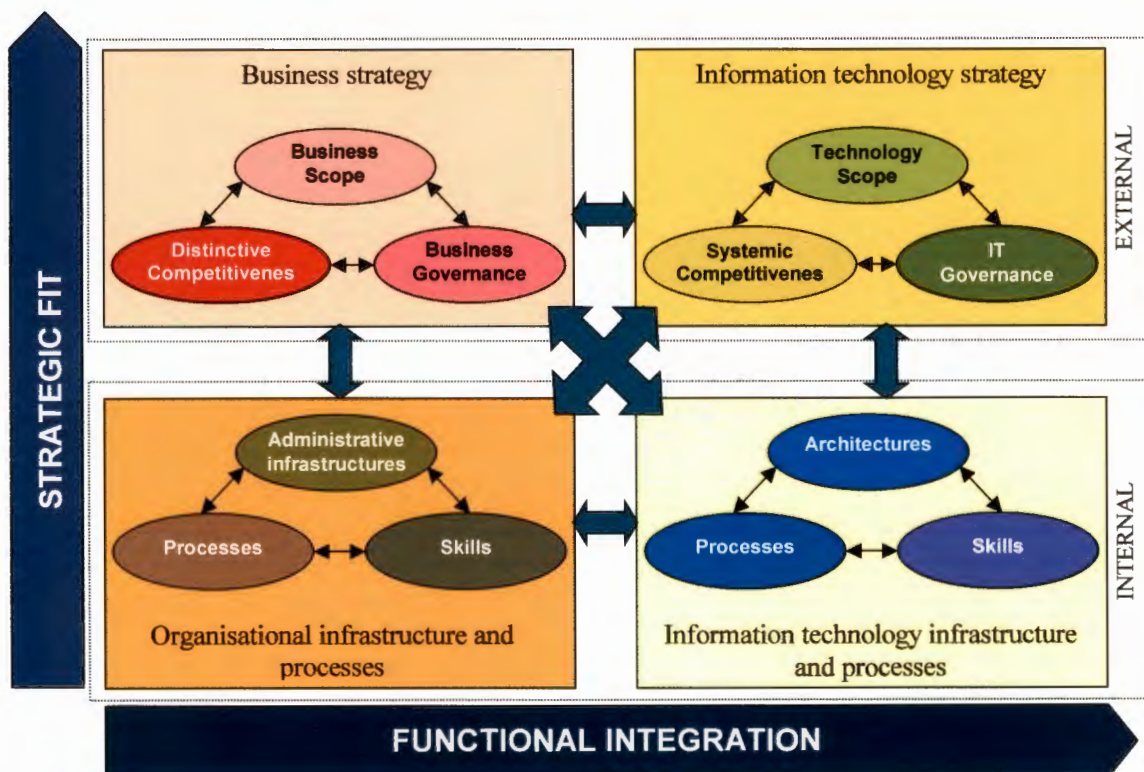 Business strategy
Business
Scope
Distinctive
Competitivenes
Business
Governance
Information technology strategy
Technology
Scope
Systemic
Competitivenes
IT
Governance
EXTERNAL
STRATEGIC FIT
Administrative
infrastructures
Processes
Skills
Organisational infrastructure and
processes
Architectures
Processes
Skills
Information technology infrastructure
and processes
INTERNAL
FUNCTIONAL INTEGRATION